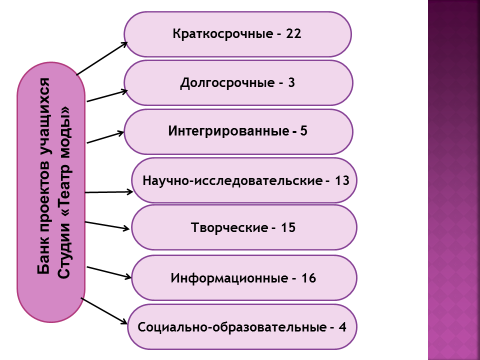 Банк проектов учащихся
Студии «Театр моды»
Краткосрочные - 22
Долгосрочные - 3
Интегрированные - 5
Научно-исследовательские - 13
Творческие - 15
Информационные - 16
Социально-образовательные - 4